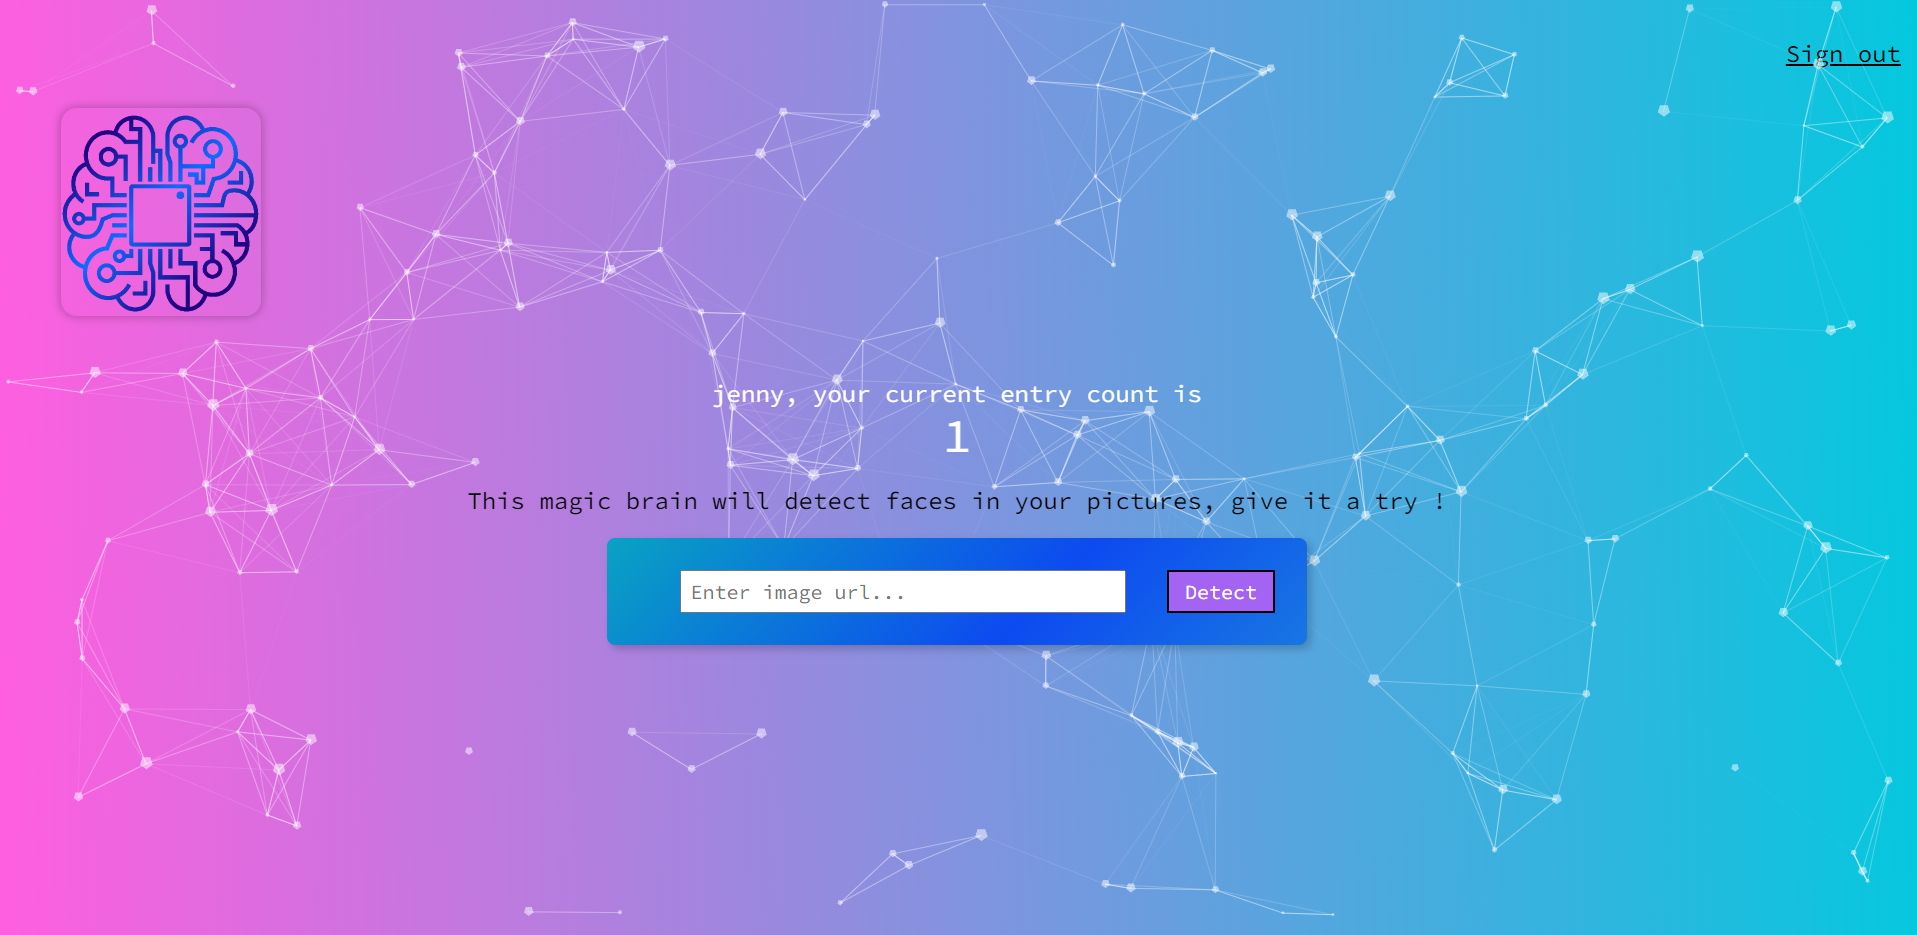 Sign out
jenny, your current entry count is
1
This magic brain will detect faces in your pictures, give it a try !
Enter image url...
Detect